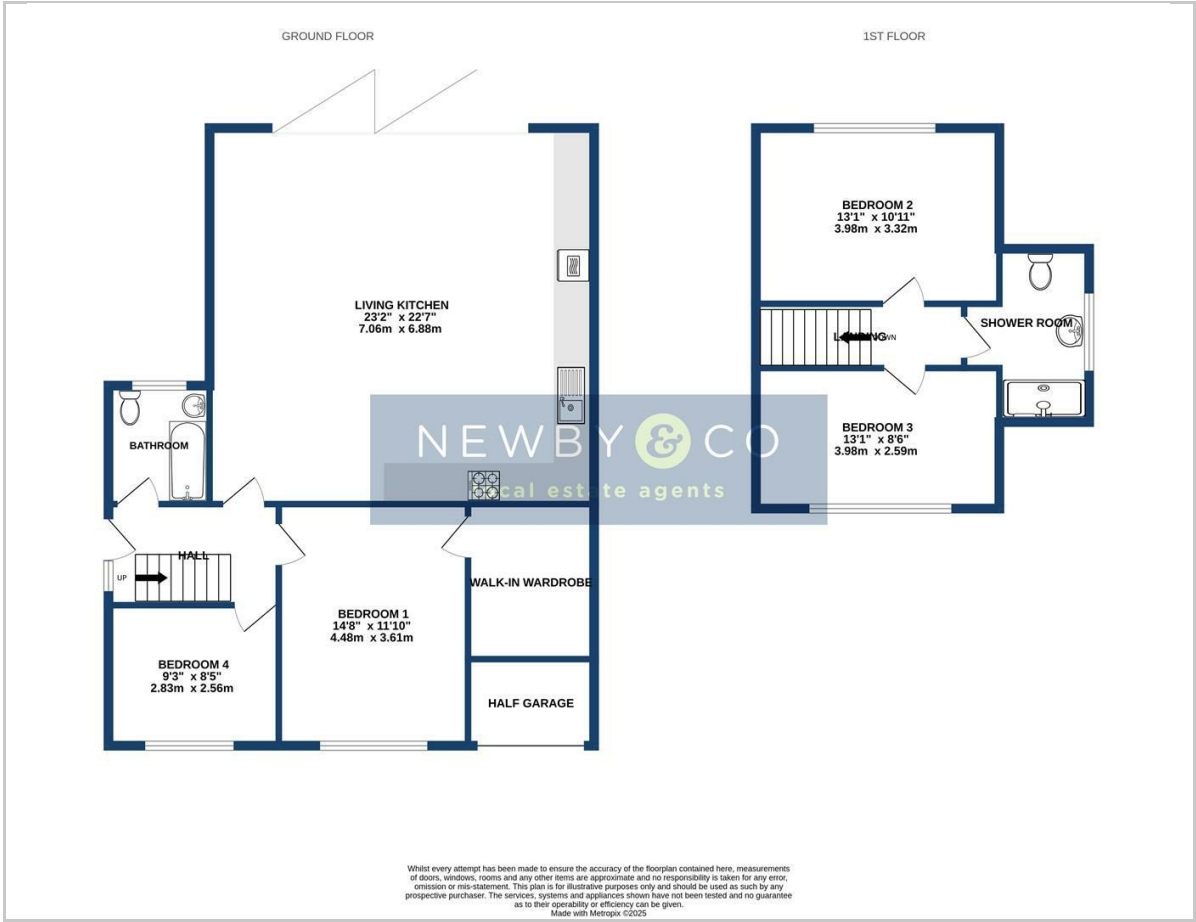 GROUND FLOOR
1ST FLOOR
LIVING KITCHEN
23'2" x 22'7"
7.06m x 6.88m
BATHROOM
HALL
UP
BEDROOM 4
9'3" x 8'5"
2.83m x 2.56m
BEDROOM 1
14'8" x 11'10"
4.48m x 3.61m
WALK-IN WARDROBE
HALF GARAGE
BEDROOM 2
13'1" x 10'11"
3.98m x 3.32m
LANDING
SHOWER ROOM
BEDROOM 3
13'1" x 8'6"
3.98m x 2.59m
NEWBY & CO
estate agents
Whilst every attempt has been made to ensure the accuracy of the floorplan contained here, measurements
of doors, windows, rooms and any other items are approximate and no responsibility is taken for any error,
omission or mis-statement. This plan is for illustrative purposes only and should be used as such by any
prospective purchaser. The services, systems and appliances shown have not been tested and no guarantee
as to their operability or efficiency can be given.
Made with Metropix ©2025